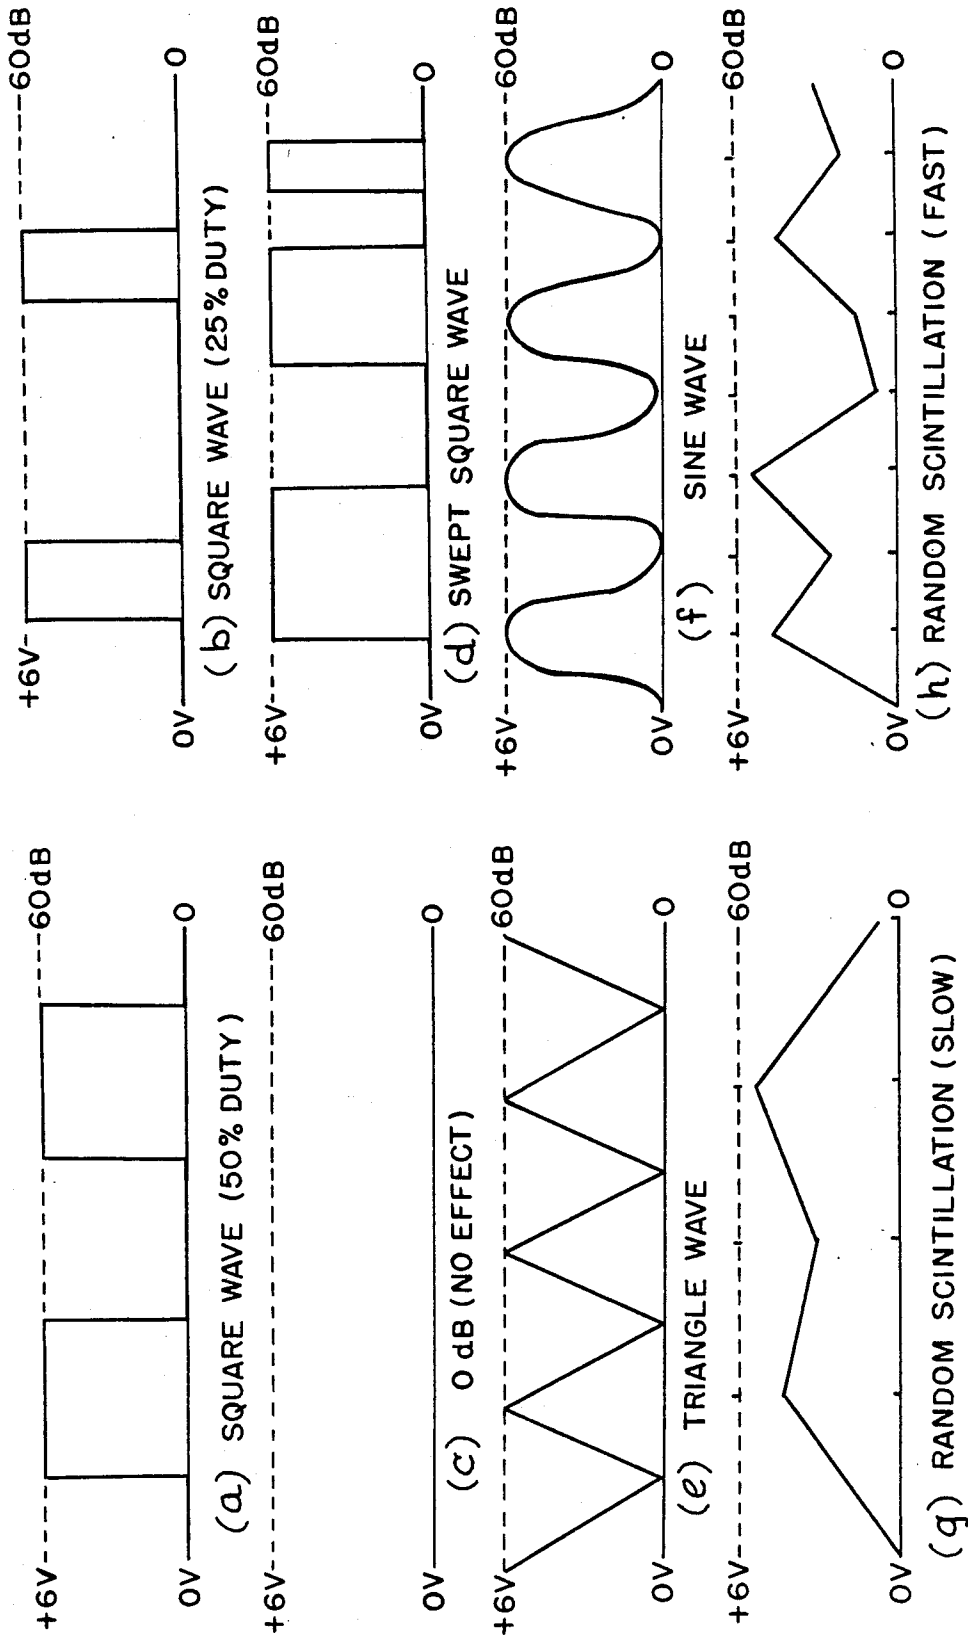 +6V 60dB
0V 0
(a) SQUARE WAVE (50% DUTY)
+6V 60dB
0V 0
(b) SQUARE WAVE (25% DUTY)
+6V 60dB
0V 0
(c) 0 dB (NO EFFECT)
+6V 60dB
0V 0
(d) SWEPT SQUARE WAVE
+6V 60dB
0V 0
(e) TRIANGLE WAVE
+6V 60dB
0V 0
(f) SINE WAVE
+6V 60dB
0V 0
(g) RANDOM SCINTILLATION (SLOW)
+6V 60dB
0V 0
(h) RANDOM SCINTILLATION (FAST)